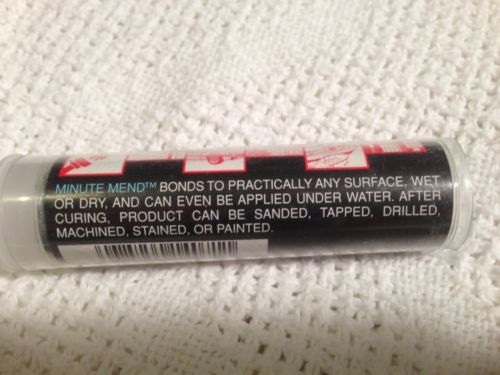 MINUTE MEND™ BONDS TO PRACTICALLY ANY SURFACE, WET
OR DRY, AND CAN EVEN BE APPLIED UNDER WATER. AFTER
CURING, PRODUCT CAN BE SANDED, TAPPED, DRILLED,
MACHINED, STAINED, OR PAINTED.